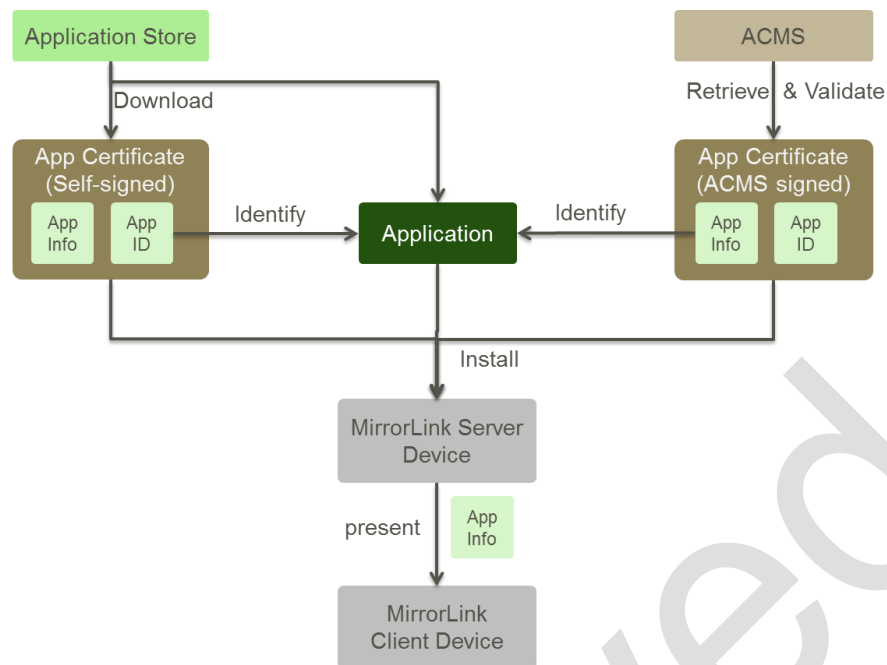 Application Store
ACMS
Download
Retrieve & Validate
App Certificate
(Self-signed)
App
Info
App
ID
Identify
Application
Identify
App Certificate
(ACMS signed)
App
Info
App
ID
Install
MirrorLink Server
Device
present
App
Info
MirrorLink
Client Device